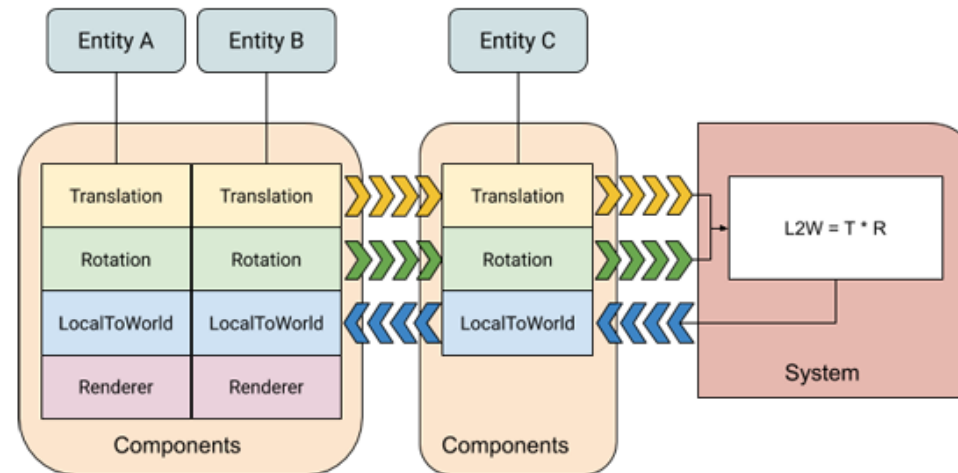 Entity A
Entity B
Entity C
Translation
Translation
Translation
Rotation
Rotation
Rotation
L2W = T * R
LocalToWorld
LocalToWorld
LocalToWorld
Renderer
Renderer
System
Components
Components